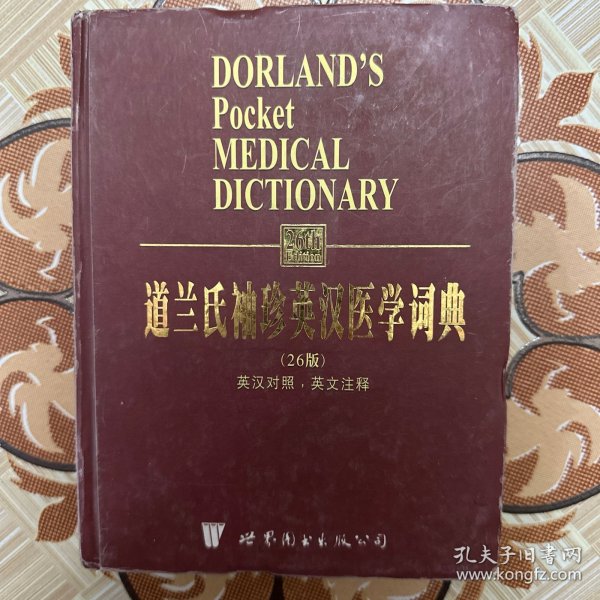 DORLAND'S
Pocket
MEDICAL
DICTIONARY
26th
Edition
道兰氏袖珍英汉医学词典
(26版)
英汉对照，英文注释
世界图书出版公司
孔夫子旧书网
www.kongfz.com